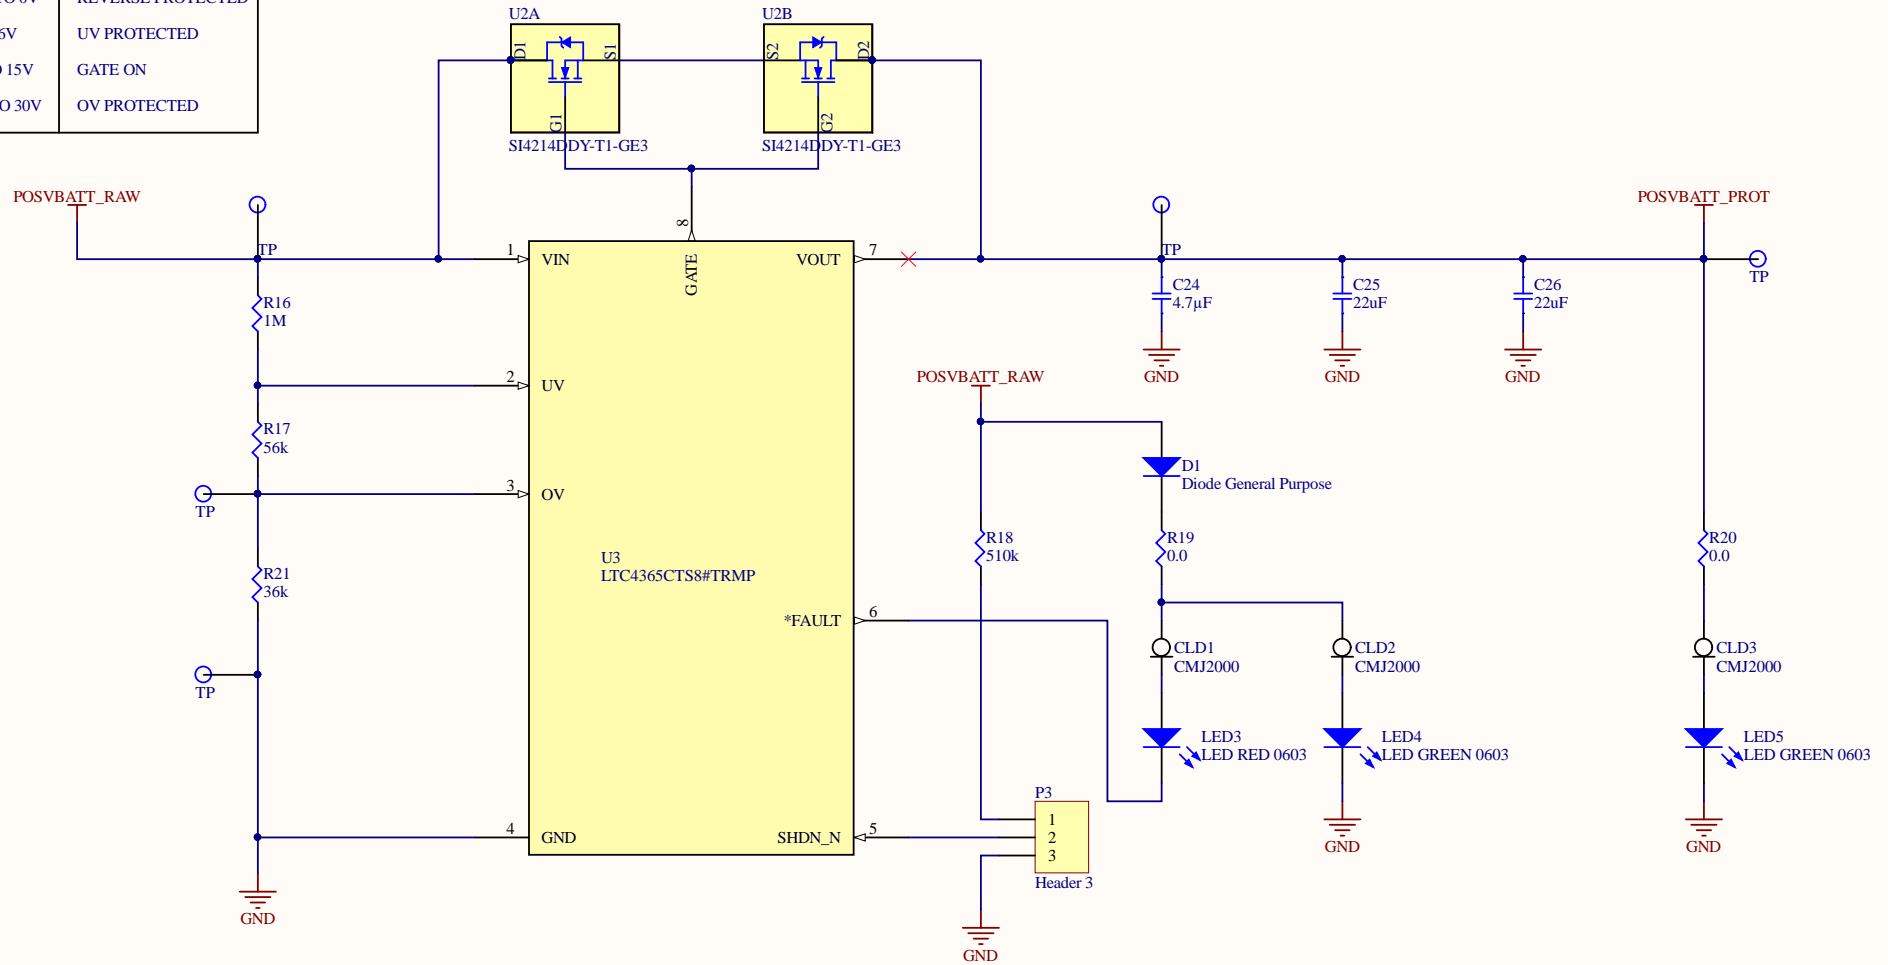 REVERSE PROTECTED
6V UV PROTECTED
15V GATE ON
O 30V OV PROTECTED
U2A
U2B
D1
S1
G1
S2
D2
G2
SI4214DDY-T1-GE3
SI4214DDY-T1-GE3
POSVBATT_RAW
TP
8
GATE
1
VIN
VOUT
7
TP
POSVBATT_PROT
TP
R16
1M
C24
4.7µF
GND
C25
22uF
GND
C26
22uF
GND
2
UV
POSVBATT_RAW
R17
56k
TP
3
OV
D1
Diode General Purpose
U3
LTC4365CTS8#TRMP
R18
510k
R19
0.0
R20
0.0
R21
36k
*FAULT
6
TP
CLD1
CMJ2000
CLD2
CMJ2000
CLD3
CMJ2000
LED3
LED RED 0603
LED4
LED GREEN 0603
LED5
LED GREEN 0603
4
GND
SHDN_N
5
P3
1
2
3
Header 3
GND
GND
GND
GND